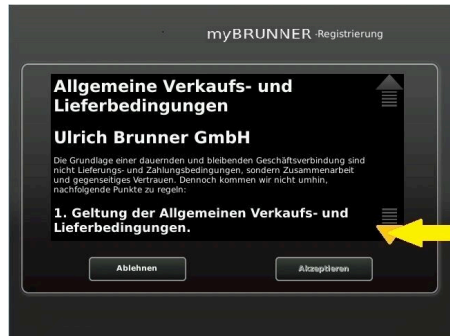 myBRUNNER -Registrierung
Allgemeine Verkaufs- und
Lieferbedingungen
Ulrich Brunner GmbH
Die Grundlage einer dauernden und bleibenden Geschäftsverbindung sind
nicht Lieferungs- und Zahlungsbedingungen, sondern Zusammenarbeit
und gegenseitiges Vertrauen. Dennoch kommen wir nicht umhin,
nachfolgende Punkte zu regeln:
1. Geltung der Allgemeinen Verkaufs- und
Lieferbedingungen.
Ablehnen
Akzeptieren